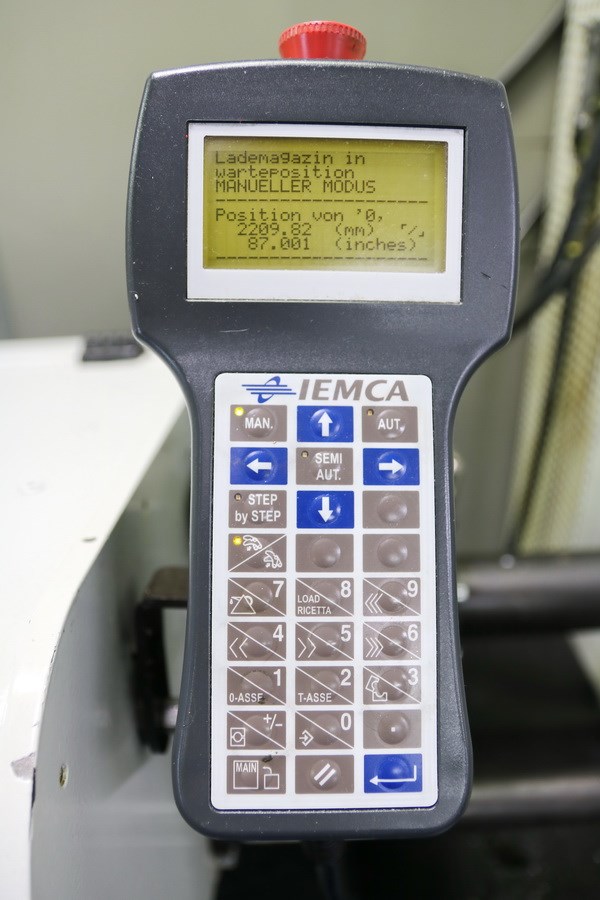 Lademagazin in
warteposition
MANUELLER MODUS
Position von '0,
2209.82 (mm)
87.001 (inches)
IEMCA
MAN.
AUT.
SEMI
AUT.
STEP
by STEP
7
LOAD
RICETTA
8
9
4
5
6
0-ASSE
1
T-ASSE
2
3
+/-
0
MAIN